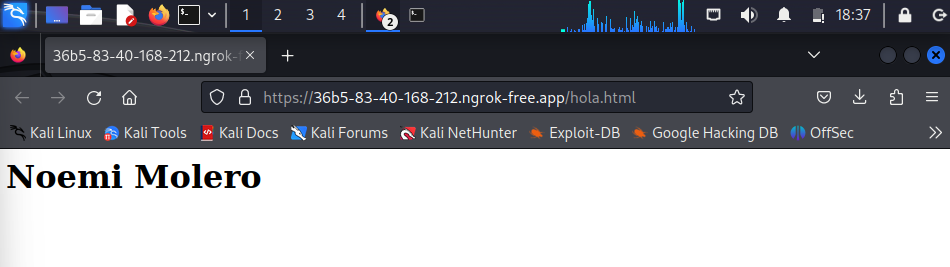 1 2 3 4 2 18:37
36b5-83-40-168-212.ngrok-f
https://36b5-83-40-168-212.ngrok-free.app/hola.html
Kali Linux Kali Tools Kali Docs Kali Forums Kali NetHunter Exploit-DB Google Hacking DB OffSec
Noemi Molero